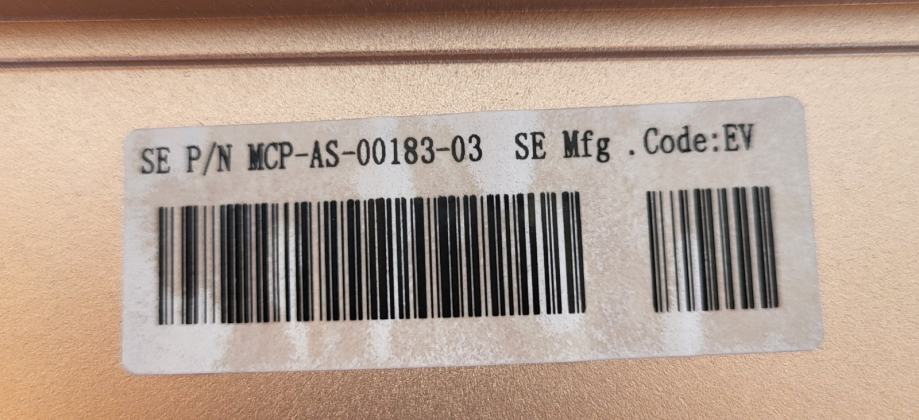 SE P/N MCP-AS-00183-03 SE Mfg .Code:EV